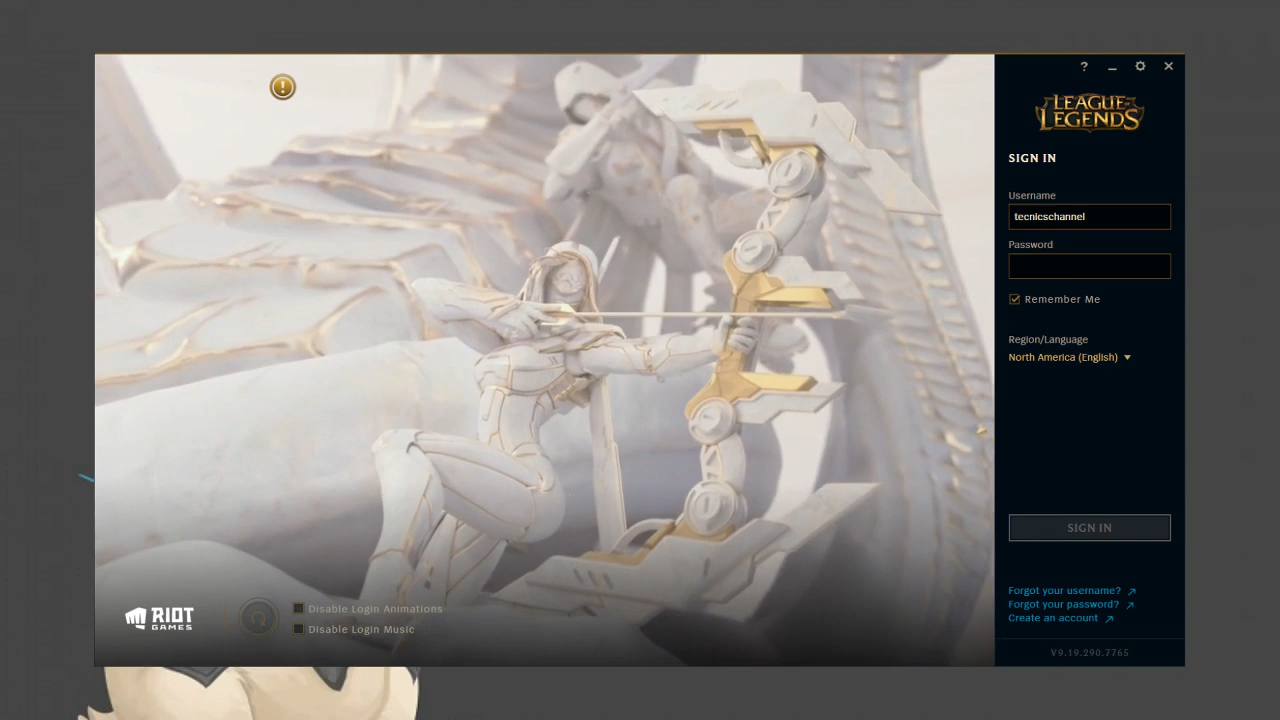 LEAGUE OF
LEGENDS
SIGN IN
Username
tecnicschannel
Password
Remember Me
Region/Language
North America (English)
SIGN IN
Forgot your username?
Forgot your password?
Create an account
V9.19.290.7765
RIOT
GAMES
Disable Login Animations
Disable Login Music